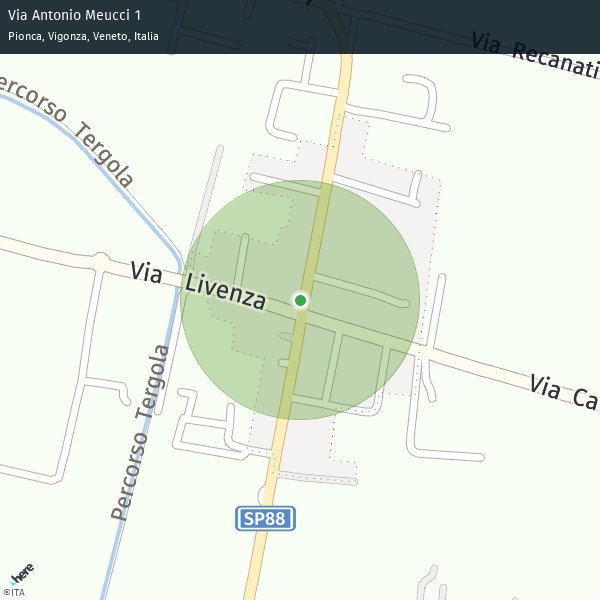 Via Antonio Meucci 1
Pionca, Vigonza, Veneto, Italia
Via Recanati
Percorso Tergola
Via Livenza
Percorso Tergola
Via Ca
SP88
here
©ITA